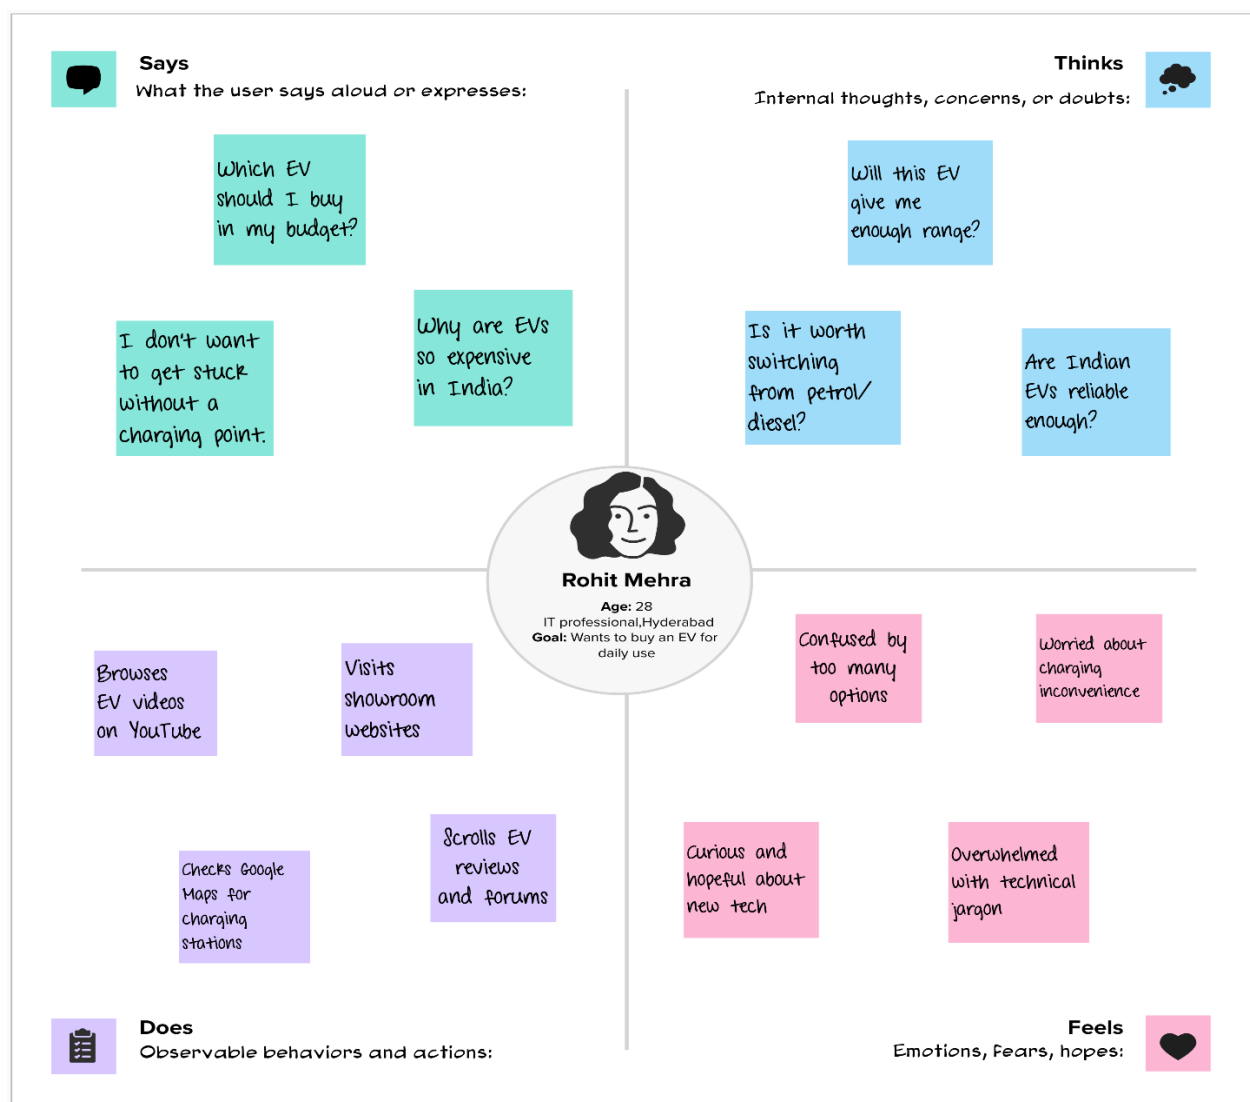 Says
What the user says aloud or expresses:
Which EV
should I buy
in my budget?
I don't want
to get stuck
without a
charging point.
Why are EVs
so expensive
in India?
Thinks
Internal thoughts, concerns, or doubts:
Will this EV
give me
enough range?
Is it worth
switching
from petrol/
diesel?
Are Indian
EVs reliable
enough?
Rohit Mehra
Age: 28
IT professional,Hyderabad
Goal: Wants to buy an EV for
daily use
Browses
EV videos
on YouTube
Visits
showroom
websites
Checks Google
Maps for
charging
stations
Scrolls EV
reviews
and forums
Does
Observable behaviors and actions:
Confused by
too many
options
Worried about
charging
inconvenience
Curious and
hopeful about
new tech
Overwhelmed
with technical
jargon
Feels
Emotions, fears, hopes: